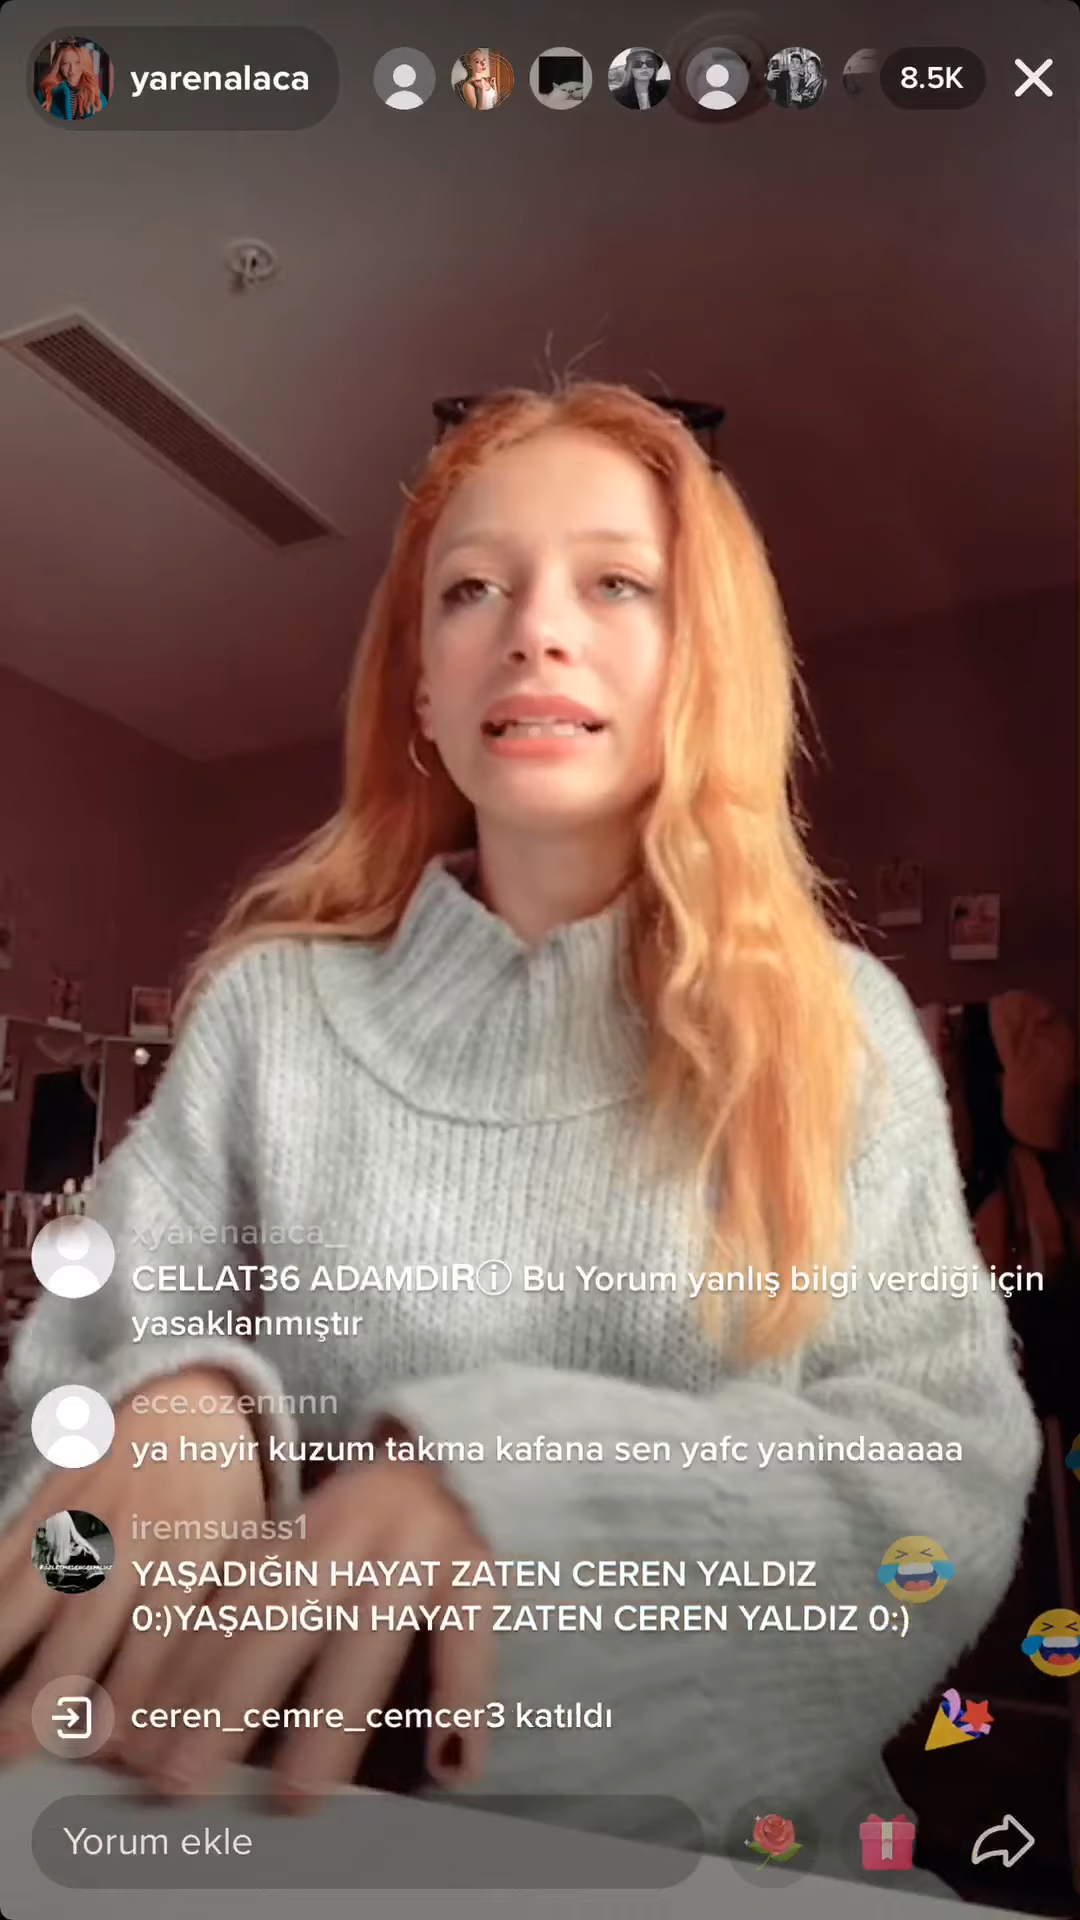 yarenalaca
8.5K
xyarenalaca_
CELLAT36 ADAMDIRⓘ Bu Yorum yanlış bilgi verdiği için
yasaklanmıştır
ece.ozennnn
ya hayir kuzum takma kafana sen yafc yanindaaaaa
iremsuass1
YAŞADIĞIN HAYAT ZATEN CEREN YALDIZ
0:)YAŞADIĞIN HAYAT ZATEN CEREN YALDIZ 0:)
ceren_cemre_cemcer3 katıldı
Yorum ekle